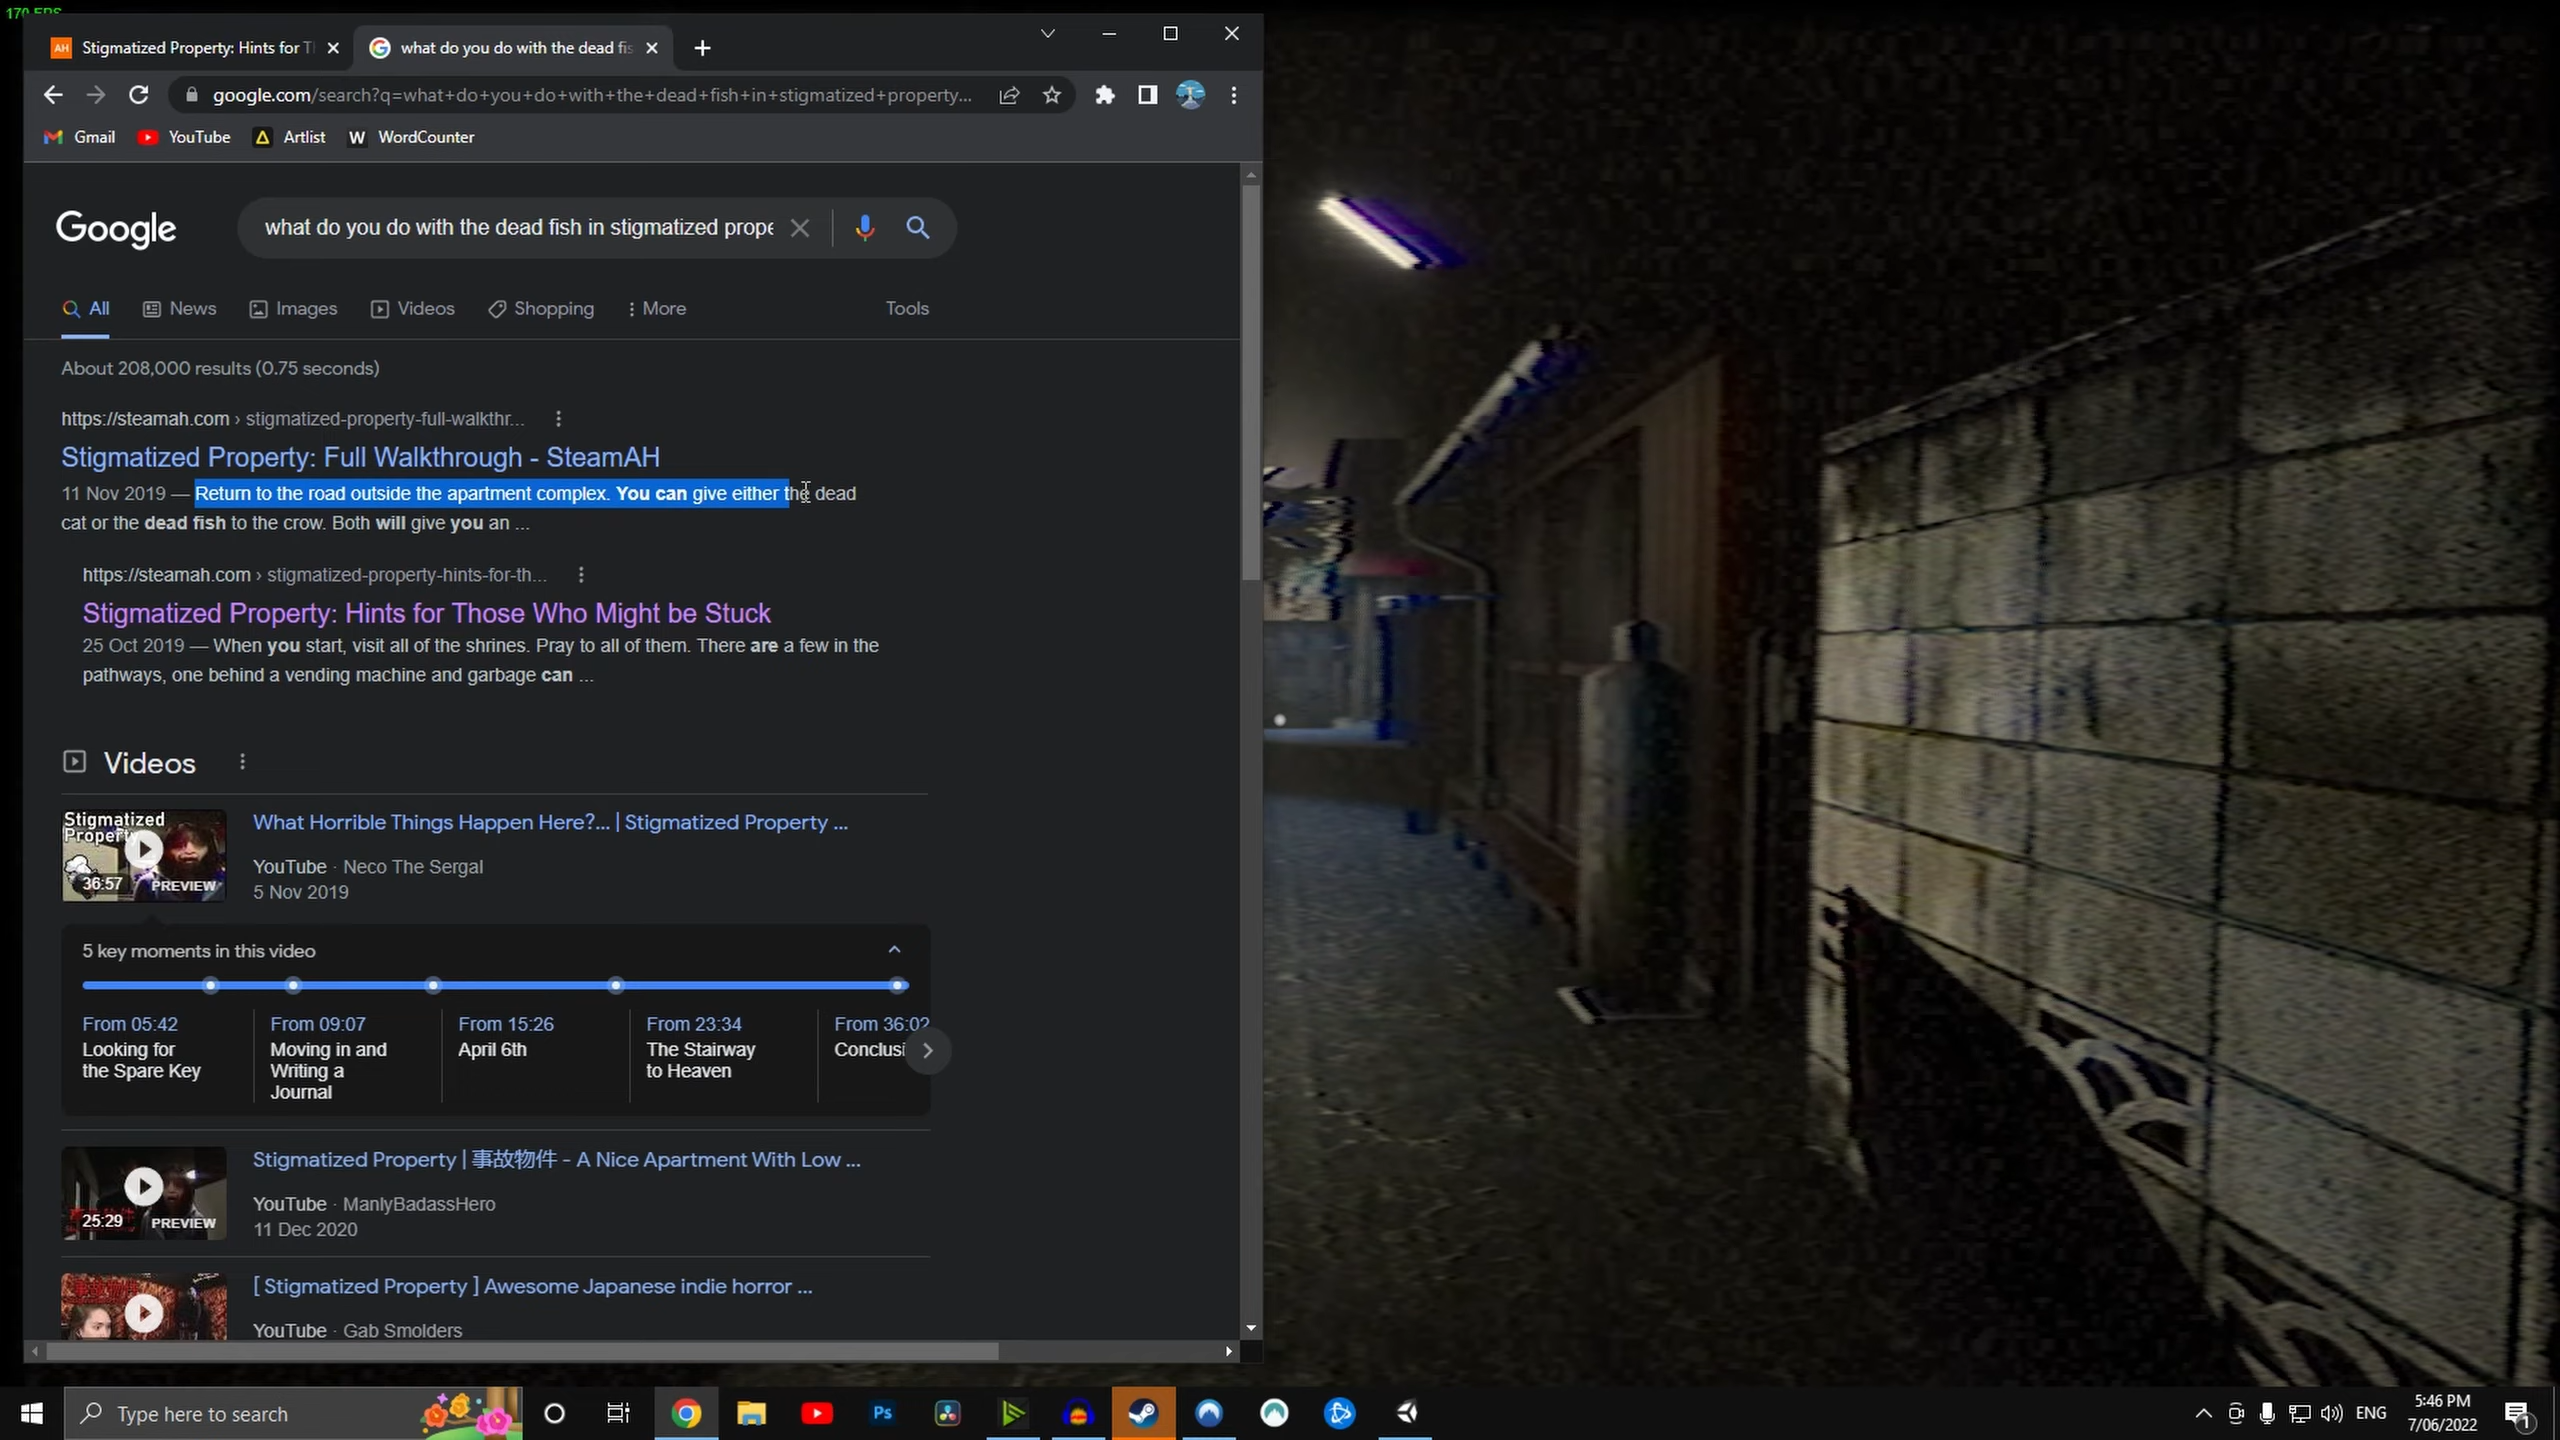 170 FPS
Stigmatized Property: Hints for T
what do you do with the dead fis
google.com/search?q=what+do+you+do+with+the+dead+fish+in+stigmatized+property...
Gmail
YouTube
Artlist
WordCounter
Google
what do you do with the dead fish in stigmatized prope
All
News
Images
Videos
Shopping
More
Tools
About 208,000 results (0.75 seconds)
https://steamah.com › stigmatized-property-full-walkthr...
Stigmatized Property: Full Walkthrough - SteamAH
11 Nov 2019 — Return to the road outside the apartment complex. You can give either the dead
cat or the dead fish to the crow. Both will give you an ...
https://steamah.com › stigmatized-property-hints-for-th...
Stigmatized Property: Hints for Those Who Might be Stuck
25 Oct 2019 — When you start, visit all of the shrines. Pray to all of them. There are a few in the
pathways, one behind a vending machine and garbage can ...
Videos
Stigmatized
Property
36:57 PREVIEW
What Horrible Things Happen Here?... | Stigmatized Property ...
YouTube · Neco The Sergal
5 Nov 2019
5 key moments in this video
From 05:42
Looking for
the Spare Key
From 09:07
Moving in and
Writing a
Journal
From 15:26
April 6th
From 23:34
The Stairway
to Heaven
From 36:02
Conclusi
25:29 PREVIEW
Stigmatized Property | 事故物件 - A Nice Apartment With Low ...
YouTube · ManlyBadassHero
11 Dec 2020
[ Stigmatized Property ] Awesome Japanese indie horror ...
YouTube · Gab Smolders
Type here to search
Ps
ENG
5:46 PM
7/06/2022
1